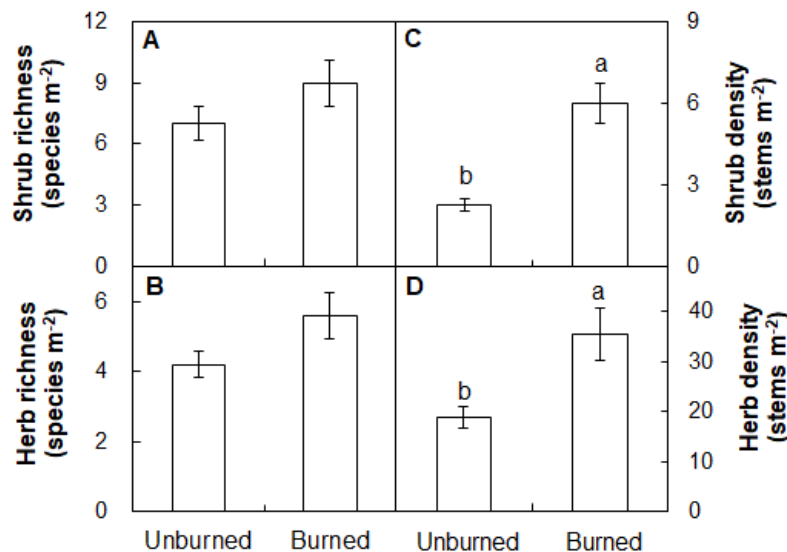 Shrub richness
(species m⁻²)
12
9
6
3
0
A
C
b
a
9
6
3
0
Shrub density
(stems m⁻²)
Herb richness
(species m⁻²)
6
4
2
0
B
D
b
a
40
30
20
10
0
Herb density
(stems m⁻²)
Unburned
Burned
Unburned
Burned